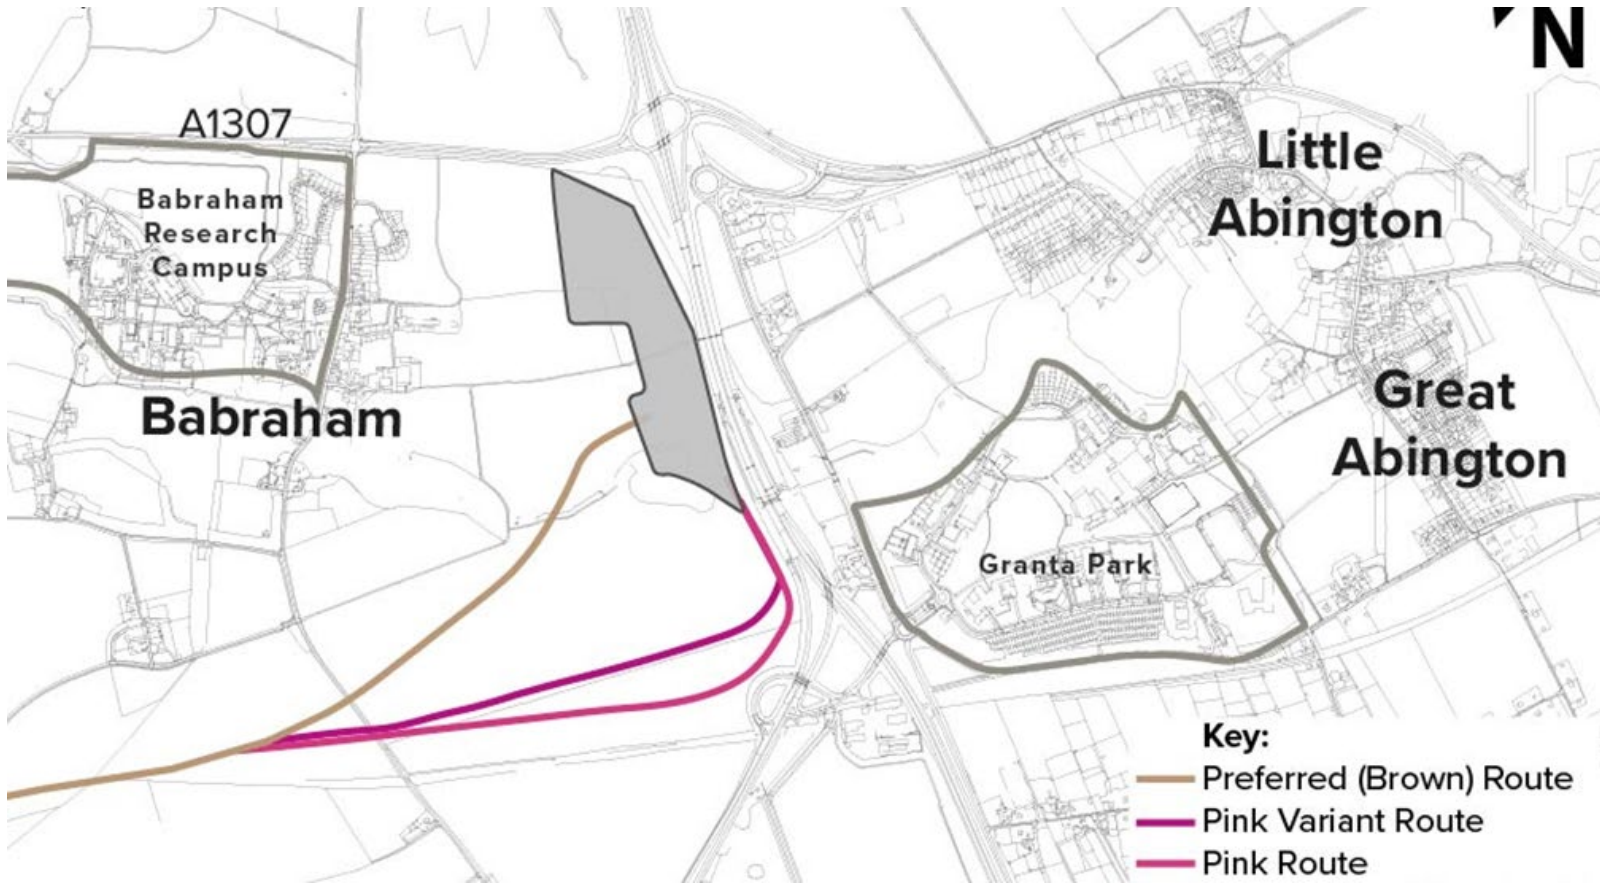 N
A1307
Babraham
Research
Campus
Babraham
Little
Abington
Great
Abington
Granta Park
Key:
Preferred (Brown) Route
Pink Variant Route
Pink Route